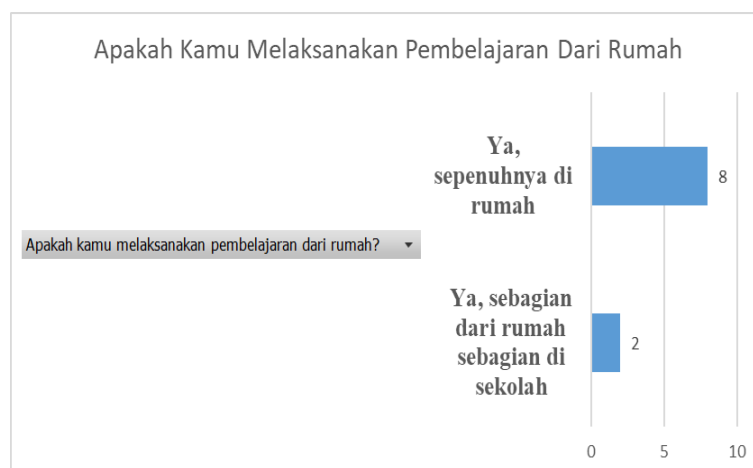 Apakah Kamu Melaksanakan Pembelajaran Dari Rumah
Ya,
sepenuhnya di
rumah
8
Apakah kamu melaksanakan pembelajaran dari rumah?
Ya, sebagian
dari rumah
sebagian di
sekolah
2
0 5 10